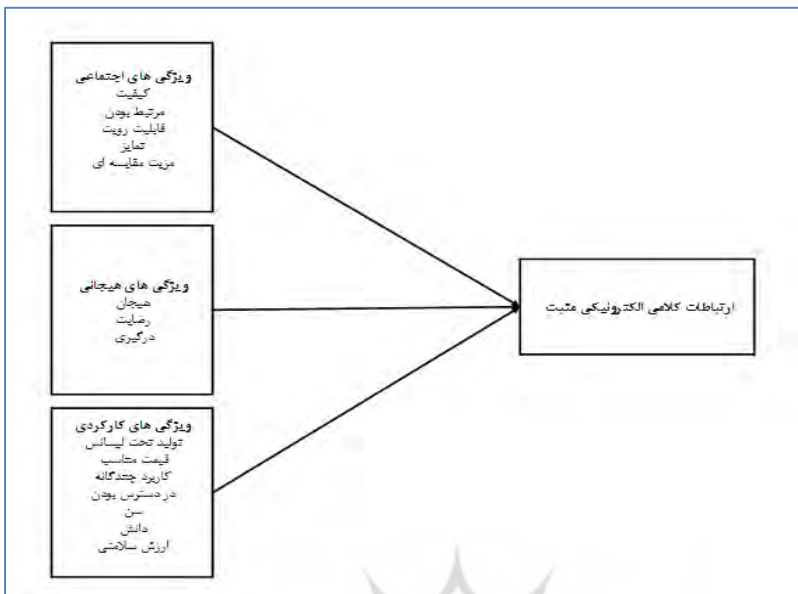 ویژگی های اجتماعی
کیفیت
مرتبط بودن
قابلیت رویت
تمایز
مزیت مقایسه ای
ویژگی های هیجانی
هیجان
رضایت
درگیری
ارتباطات کلامی الکترونیکی مثبت
ویژگی های کارکردی
تولید تحت لیسانس
قیمت متاسب
کاربرد چندگانه
در دسترس بودن
سن
دانش
ارزش سلامتی